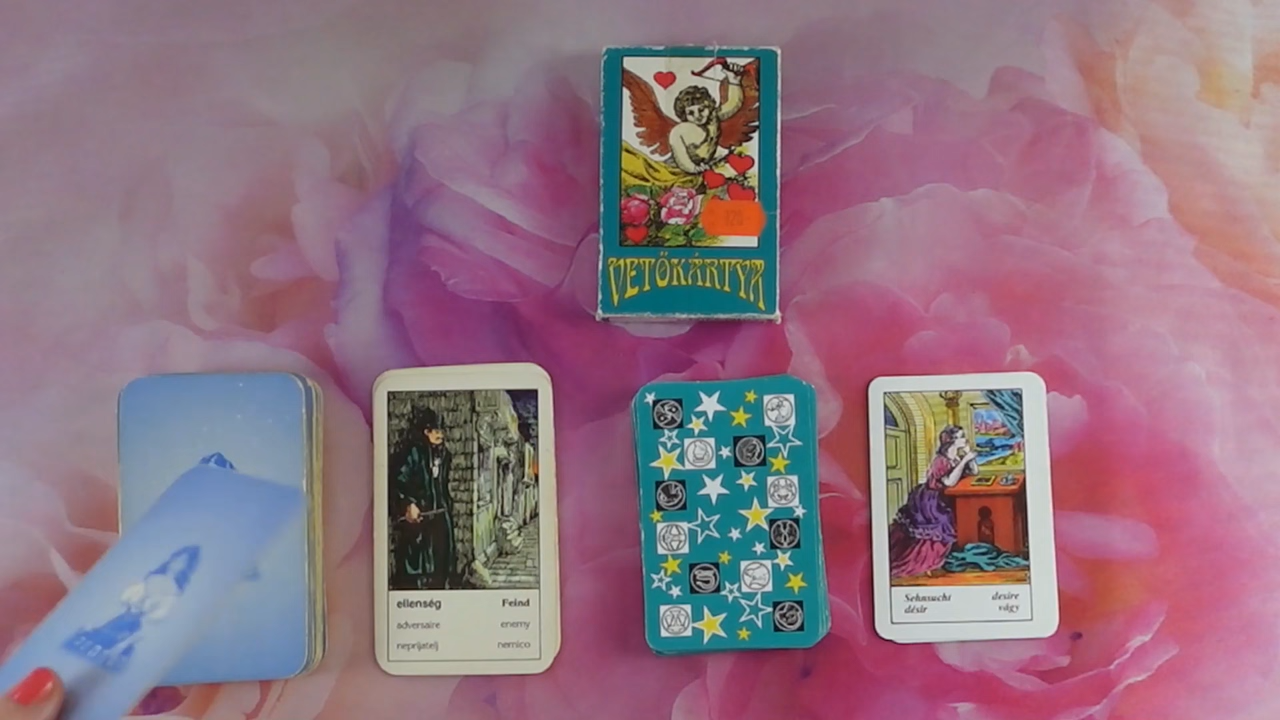 VETŐKÁRTYA
ellenség Feind
adversaire enemy
neprijatelj nemico
Sehnsucht desire
désir vágy